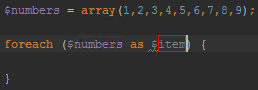 $numbers = array(1,2,3,4,5,6,7,8,9);
foreach ($numbers as $item) {
}